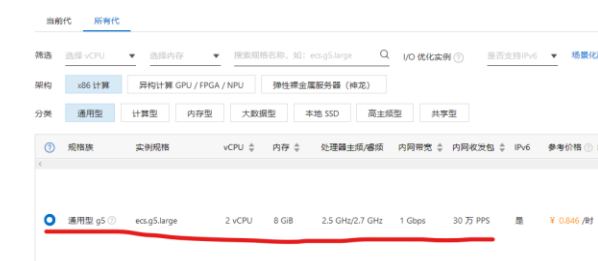 当前代 所有代
筛选 选择 vCPU 选择内存 搜索规格名称，如：ecs.g5.large I/O 优化实例 是否支持IPv6 场景化
架构 x86 计算 异构计算 GPU / FPGA / NPU 弹性裸金属服务器（神龙）
分类 通用型 计算型 内存型 大数据型 本地 SSD 高主频型 共享型
规格族 实例规格 vCPU 内存 处理器主频/睿频 内网带宽 内网收发包 IPv6 参考价格
通用型 g5 ecs.g5.large 2 vCPU 8 GiB 2.5 GHz/2.7 GHz 1 Gbps 30 万 PPS 是 ¥ 0.846 /时